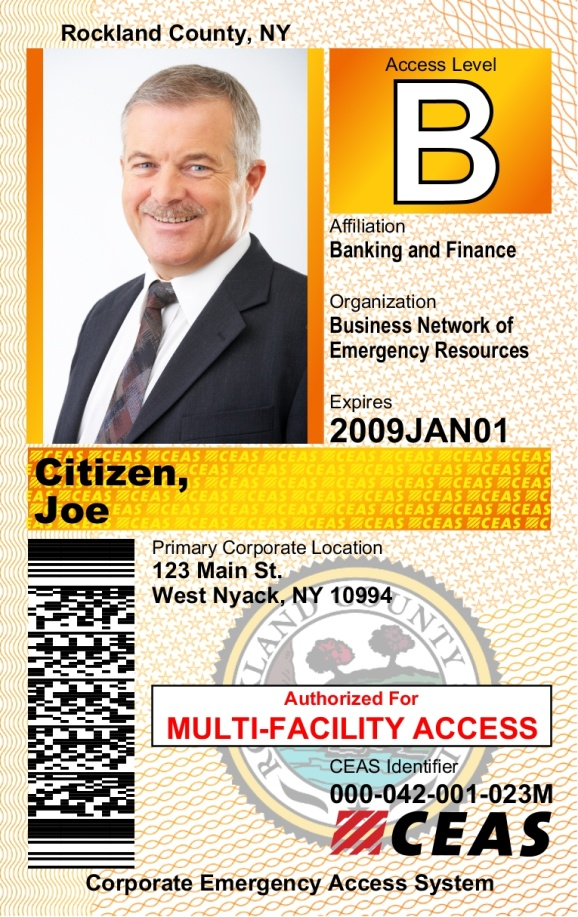 Rockland County, NY
Access Level
B
Affiliation
Banking and Finance
Organization
Business Network of
Emergency Resources
Expires
2009JAN01
Citizen,
Joe
Primary Corporate Location
123 Main St.
West Nyack, NY 10994
ROCKLAND COUNTY
Authorized For
MULTI-FACILITY ACCESS
CEAS Identifier
000-042-001-023M
CEAS
Corporate Emergency Access System